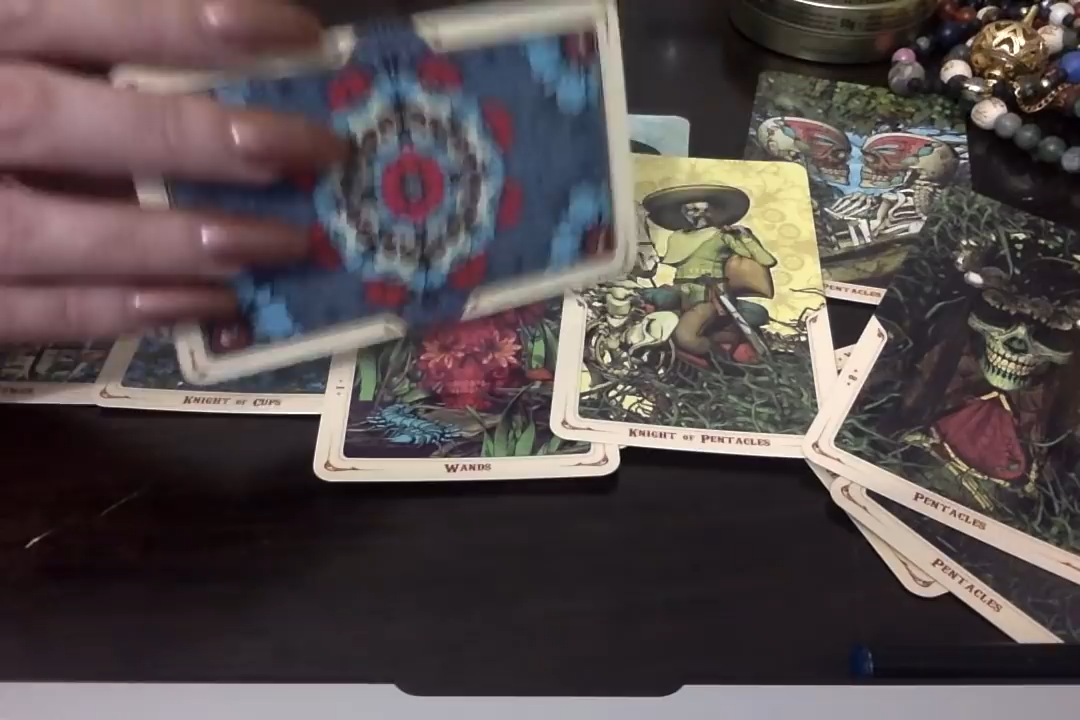 PENTACLES
KNIGHT OF CUPS
WANDS
KNIGHT OF PENTACLES
PENTACLES
PENTACLES